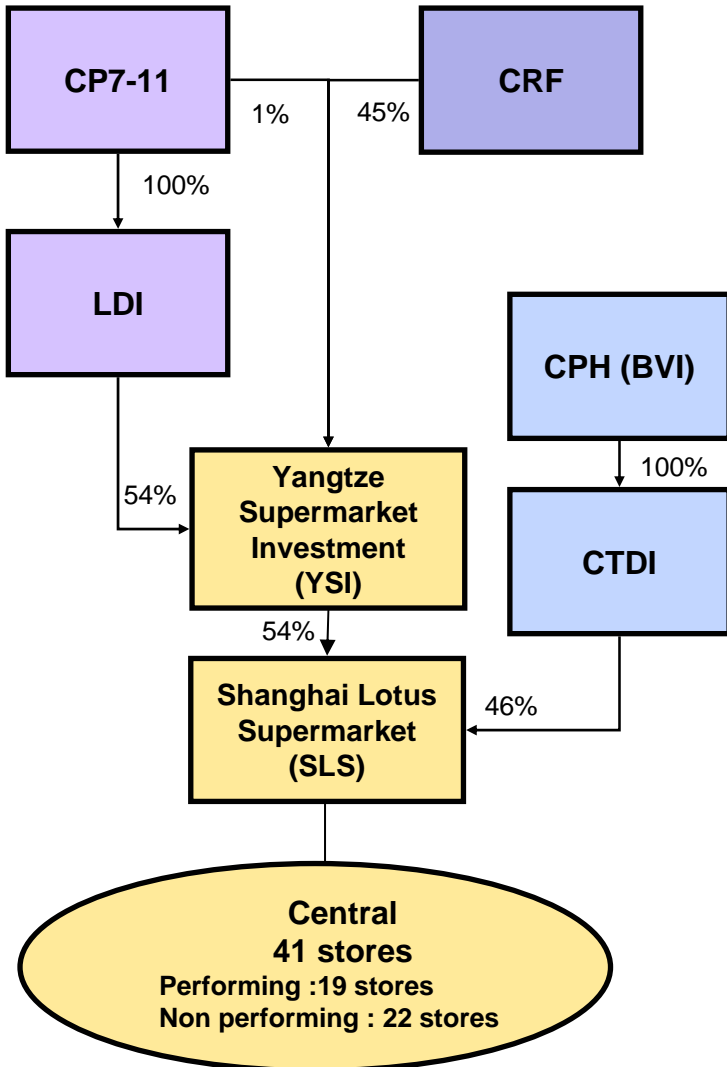 CP7-11
CRF
1%
45%
100%
LDI
CPH (BVI)
100%
54%
Yangtze
Supermarket
Investment
(YSI)
CTDI
54%
Shanghai Lotus
Supermarket
(SLS)
46%
Central
41 stores
Performing :19 stores
Non performing : 22 stores